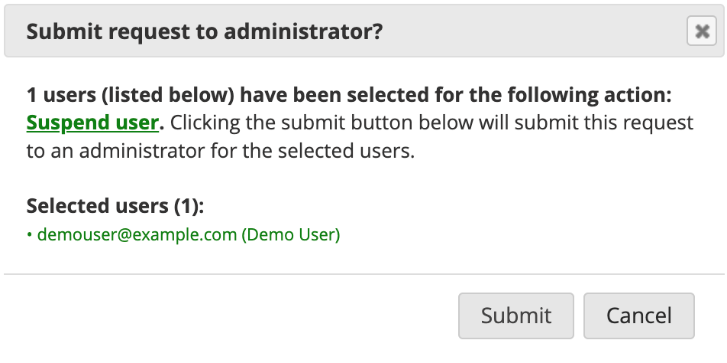 Submit request to administrator?
1 users (listed below) have been selected for the following action:
Suspend user. Clicking the submit button below will submit this request
to an administrator for the selected users.
Selected users (1):
• demouser@example.com (Demo User)
Submit
Cancel